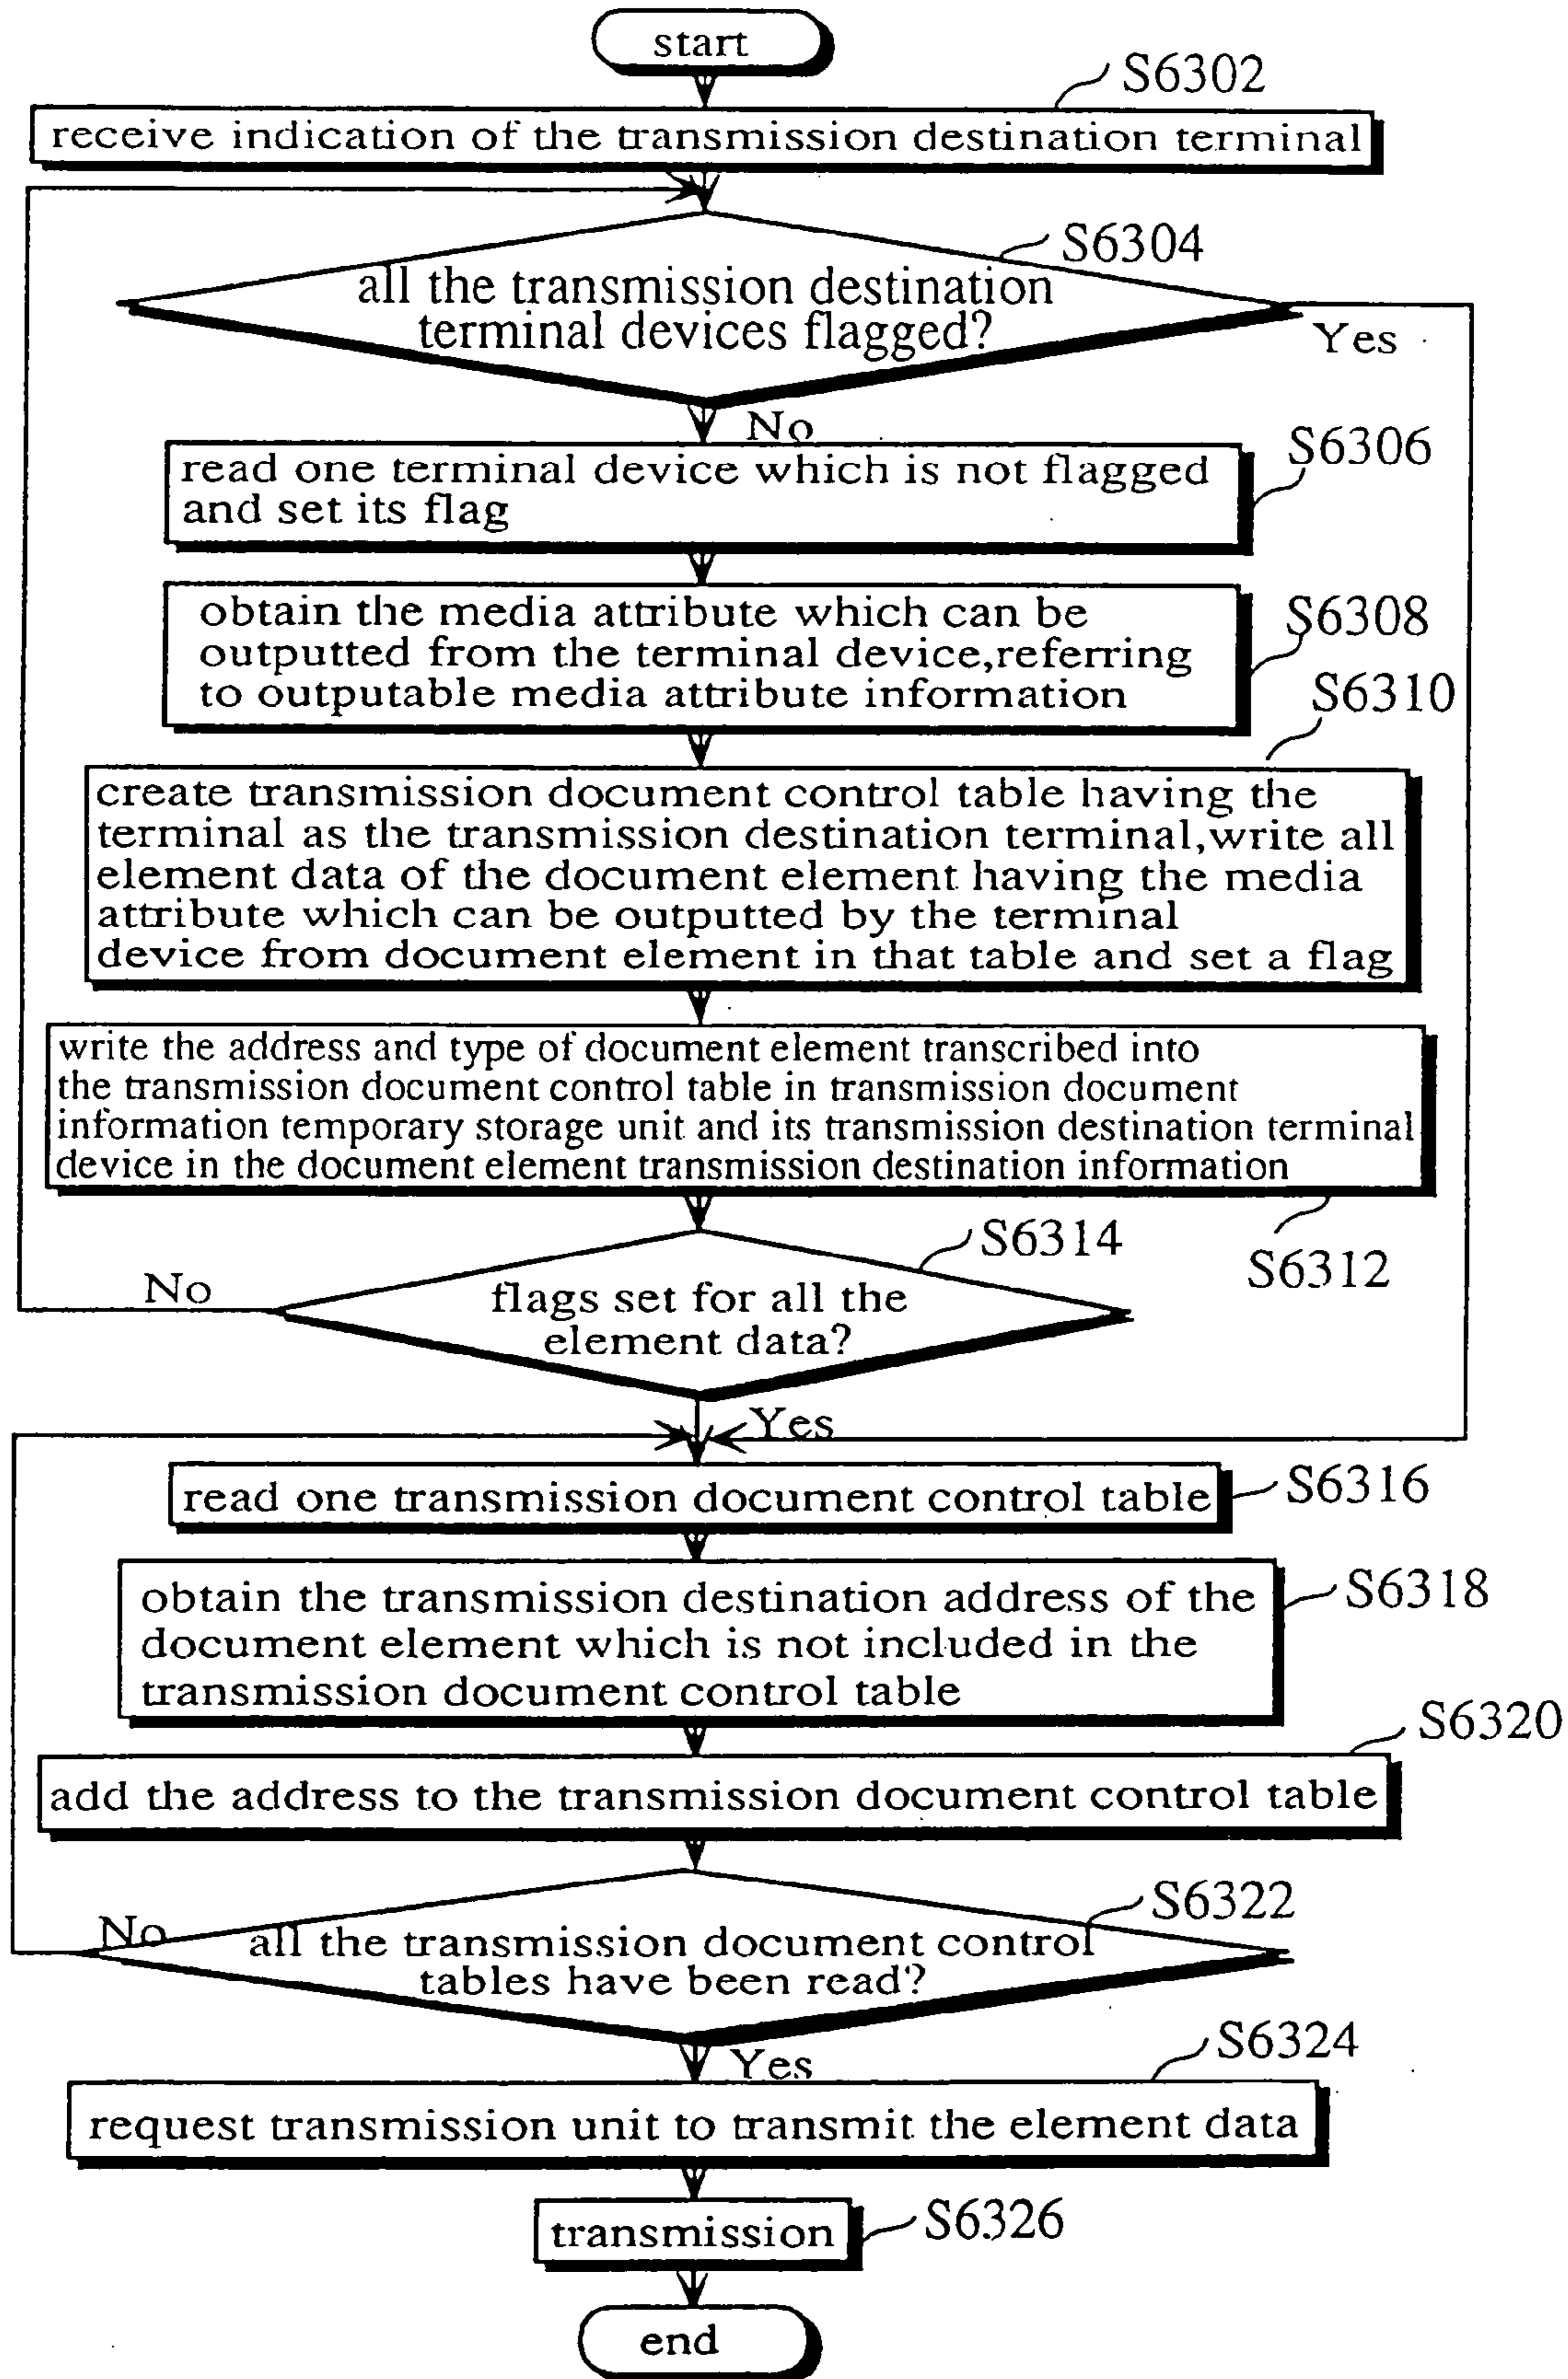 start
S6302
receive indication of the transmission destination terminal
S6304
all the transmission destination
terminal devices flagged?
Yes
No
S6306
read one terminal device which is not flagged
and set its flag
S6308
obtain the media attribute which can be
outputted from the terminal device,referring
to outputable media attribute information
S6310
create transmission document control table having the
terminal as the transmission destination terminal,write all
element data of the document element having the media
attribute which can be outputted by the terminal
device from document element in that table and set a flag
write the address and type of document element transcribed into
the transmission document control table in transmission document
information temporary storage unit and its transmission destination terminal
device in the document element transmission destination information
S6312
S6314
No
flags set for all the
element data?
Yes
read one transmission document control table
S6316
obtain the transmission destination address of the
document element which is not included in the
transmission document control table
S6318
S6320
add the address to the transmission document control table
S6322
No
all the transmission document control
tables have been read?
Yes
S6324
request transmission unit to transmit the element data
transmission
S6326
end